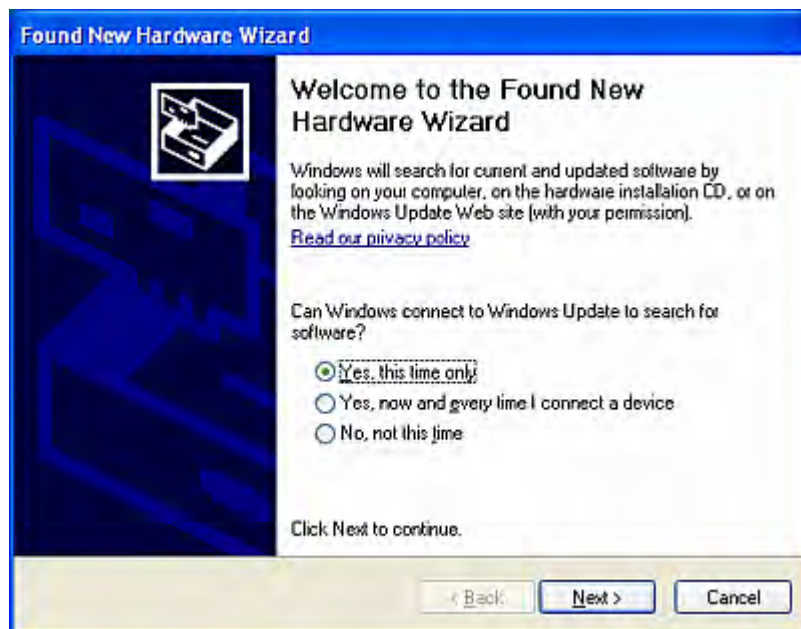 Found New Hardware Wizard
Welcome to the Found New
Hardware Wizard
Windows will search for current and updated software by
looking on your computer, on the hardware installation CD, or on
the Windows Update Web site (with your permission).
Read our privacy policy
Can Windows connect to Windows Update to search for
software?
Yes, this time only
Yes, now and every time I connect a device
No, not this time
Click Next to continue.
< Back
Next >
Cancel